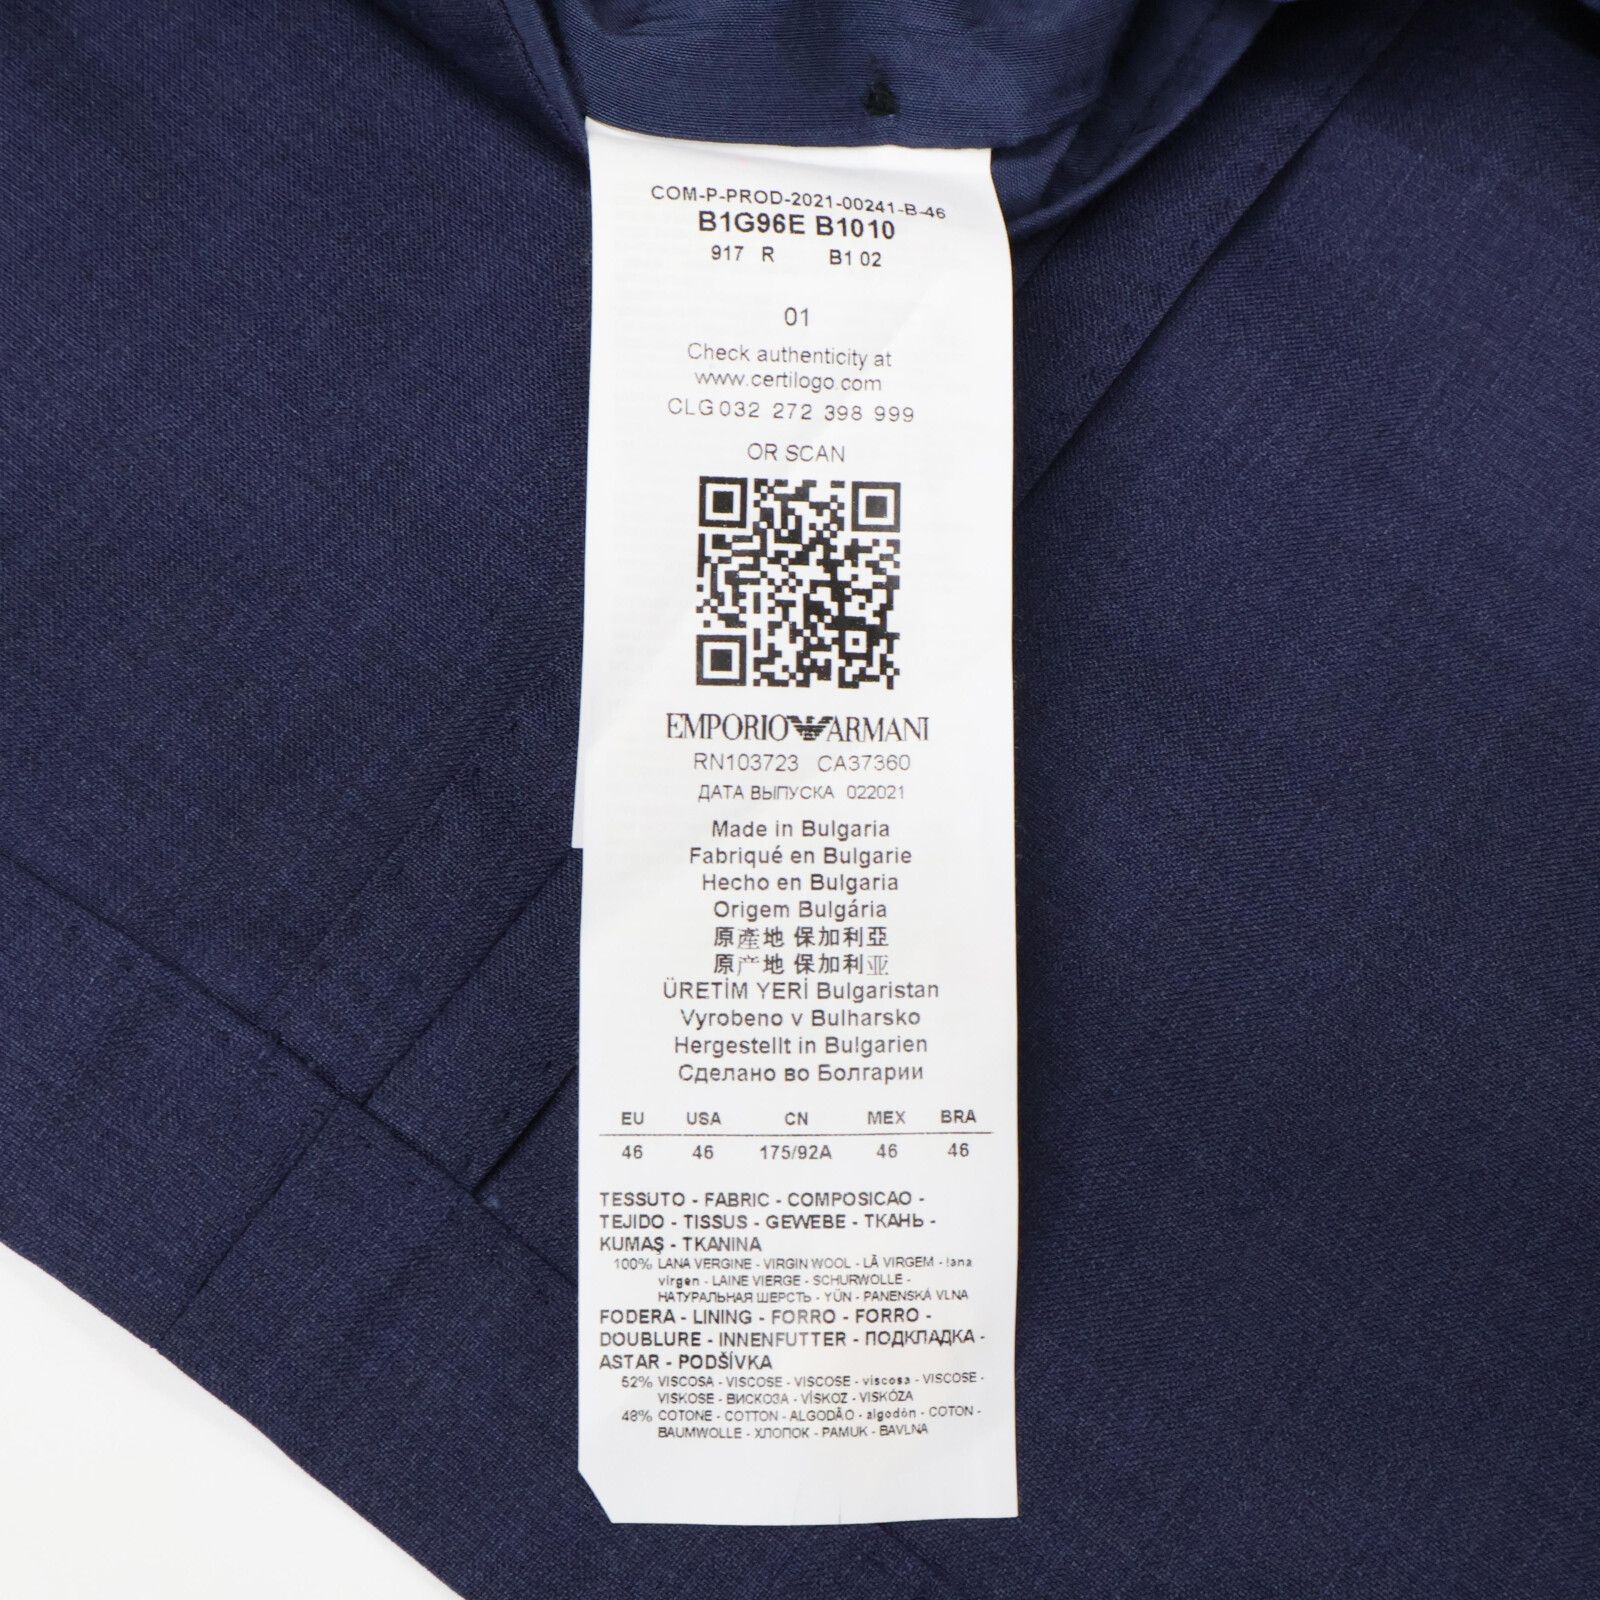 COM-P-PROD-2021-00241-B-46
B1G96E B1010
917 R B1 02
01
Check authenticity at
www.certilogo.com
CLG 032 272 398 999
OR SCAN
EMPORIO ARMANI
RN103723 CA37360
ДАТА ВЫПУСКА 022021
Made in Bulgaria
Fabriqué en Bulgarie
Hecho en Bulgaria
Origem Bulgária
原產地 保加利亞
原产地 保加利亚
ÜRETİM YERİ Bulgaristan
Vyrobeno v Bulharsko
Hergestellt in Bulgarien
Сделано во Болгарии
EU USA CN MEX BRA
46 46 175/92A 46 46
TESSUTO - FABRIC - COMPOSICAO -
TEJIDO - TISSUS - GEWEBE - ТКАНЬ -
KUMAŞ - TKANINA
100% LANA VERGINE - VIRGIN WOOL - LÃ VIRGEM - lana
virgen - LAINE VIERGE - SCHURWOLLE -
НАТУРАЛЬНАЯ ШЕРСТЬ - YÜN - PANENSKÁ VLNA
FODERA - LINING - FORRO - FORRO -
DOUBLURE - INNENFUTTER - ПОДКЛАДКА -
ASTAR - PODŠÍVKA
52% VISCOSA - VISCOSE - VISCOSE - viscosa - VISCOSE -
VISKOSE - ВИСКОЗА - VİSKOZ - VISKÓZA
48% COTONE - COTTON - ALGODÃO - algodón - COTON -
BAUMWOLLE - ХЛОПОК - PAMUK - BAVLNA